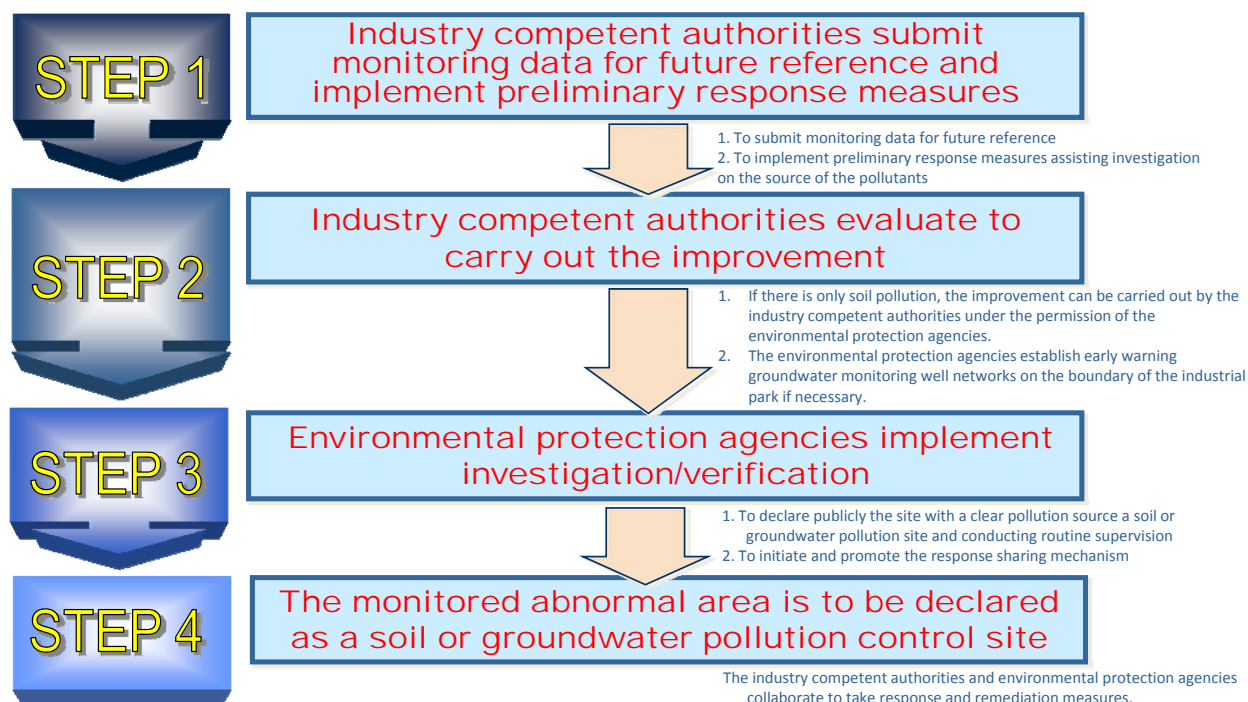 STEP 1
Industry competent authorities submit
monitoring data for future reference and
implement preliminary response measures
1. To submit monitoring data for future reference
2. To implement preliminary response measures assisting investigation
on the source of the pollutants
STEP 2
Industry competent authorities evaluate to
carry out the improvement
1. If there is only soil pollution, the improvement can be carried out by the
industry competent authorities under the permission of the
environmental protection agencies.
2. The environmental protection agencies establish early warning
groundwater monitoring well networks on the boundary of the industrial
park if necessary.
STEP 3
Environmental protection agencies implement
investigation/verification
1. To declare publicly the site with a clear pollution source a soil or
groundwater pollution site and conducting routine supervision
2. To initiate and promote the response sharing mechanism
STEP 4
The monitored abnormal area is to be declared
as a soil or groundwater pollution control site
The industry competent authorities and environmental protection agencies
collaborate to take response and remediation measures.